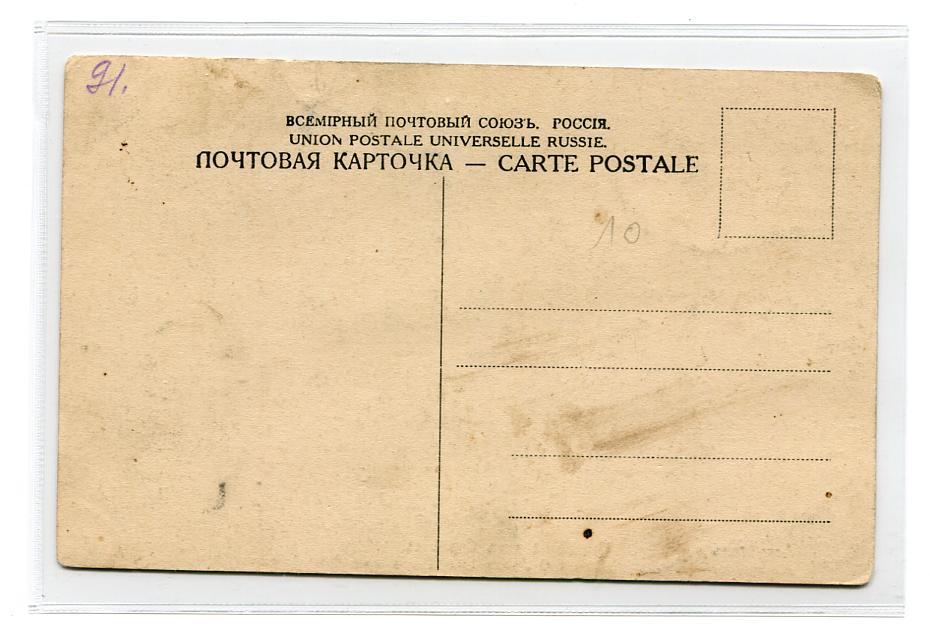 91.
ВСЕМІРНЫЙ ПОЧТОВЫЙ СОЮЗЪ. РОССІЯ.
UNION POSTALE UNIVERSELLE RUSSIE.
ПОЧТОВАЯ КАРТОЧКА — CARTE POSTALE
10